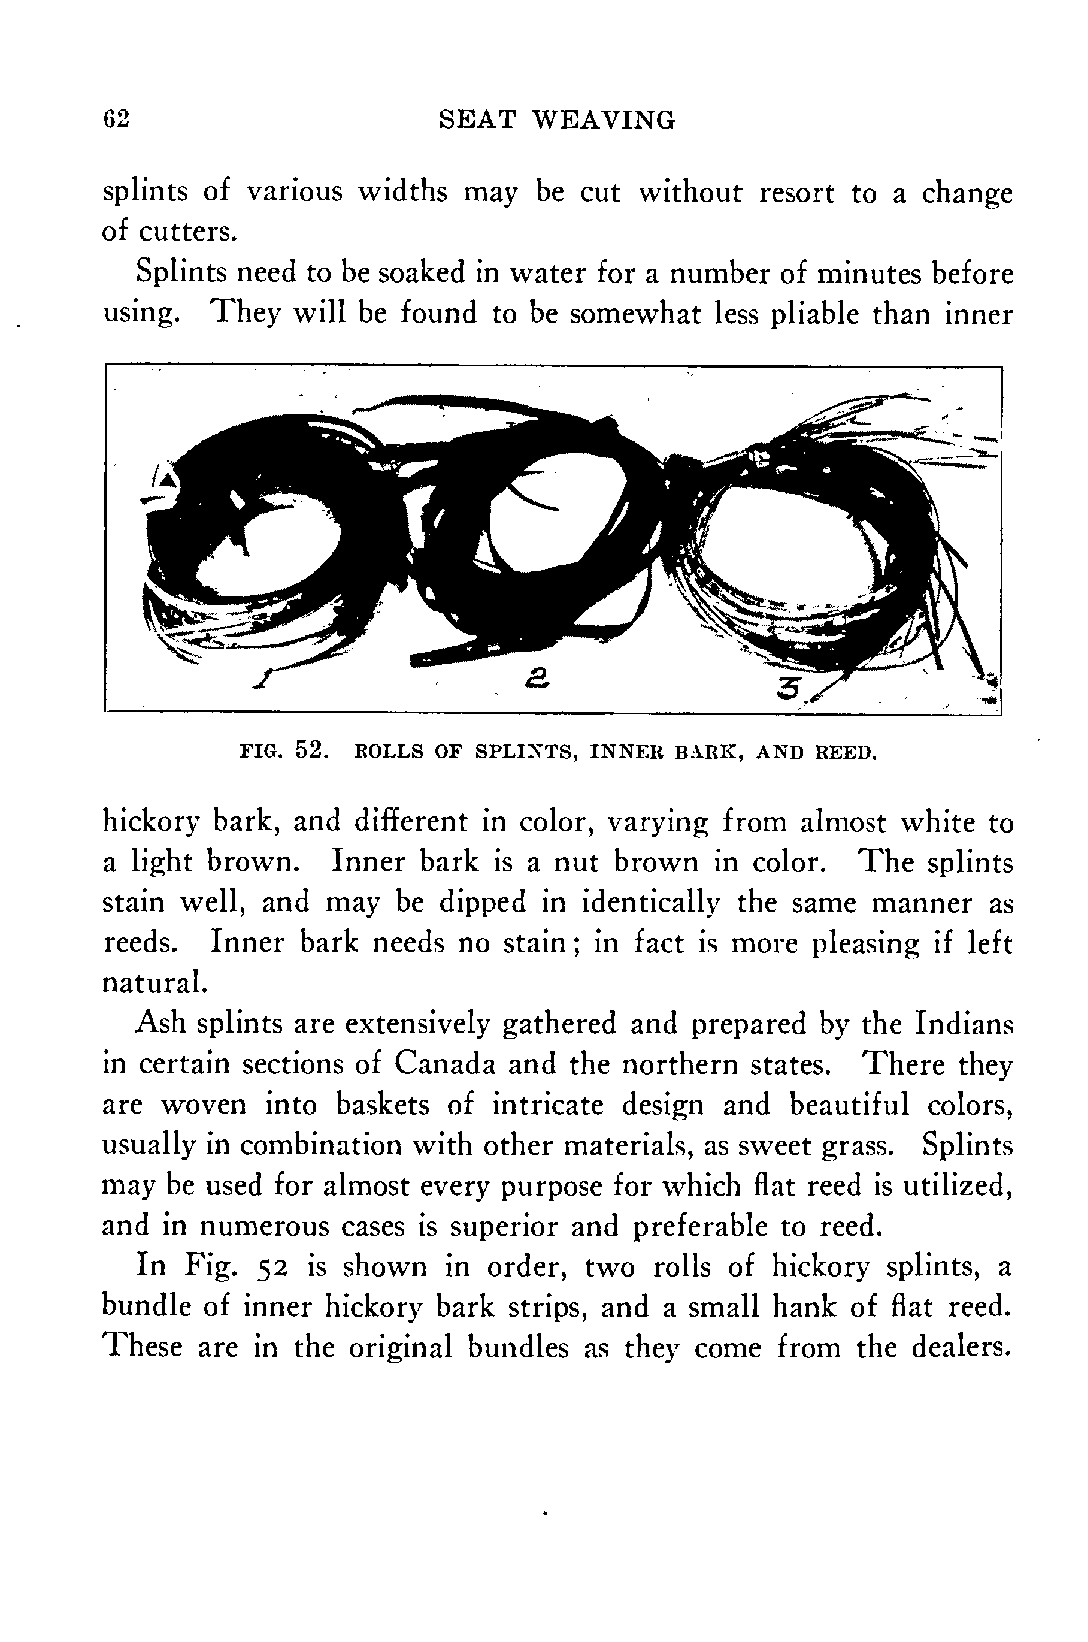 62 SEAT WEAVING
splints of various widths may be cut without resort to a change
of cutters.
Splints need to be soaked in water for a number of minutes before
using. They will be found to be somewhat less pliable than inner
1A
1 2 3
FIG. 52. ROLLS OF SPLINTS, INNER BARK, AND REED.
hickory bark, and different in color, varying from almost white to
a light brown. Inner bark is a nut brown in color. The splints
stain well, and may be dipped in identically the same manner as
reeds. Inner bark needs no stain; in fact is more pleasing if left
natural.
Ash splints are extensively gathered and prepared by the Indians
in certain sections of Canada and the northern states. There they
are woven into baskets of intricate design and beautiful colors,
usually in combination with other materials, as sweet grass. Splints
may be used for almost every purpose for which flat reed is utilized,
and in numerous cases is superior and preferable to reed.
In Fig. 52 is shown in order, two rolls of hickory splints, a
bundle of inner hickory bark strips, and a small hank of flat reed.
These are in the original bundles as they come from the dealers.